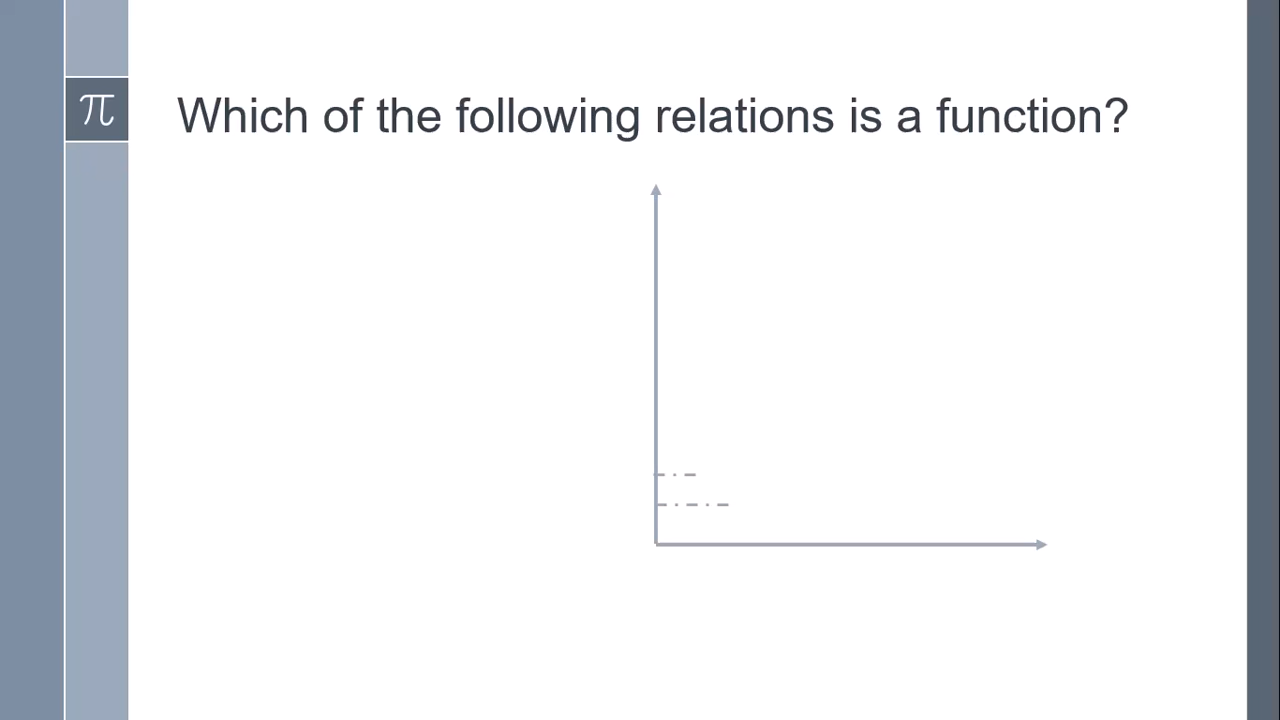 π
Which of the following relations is a function?